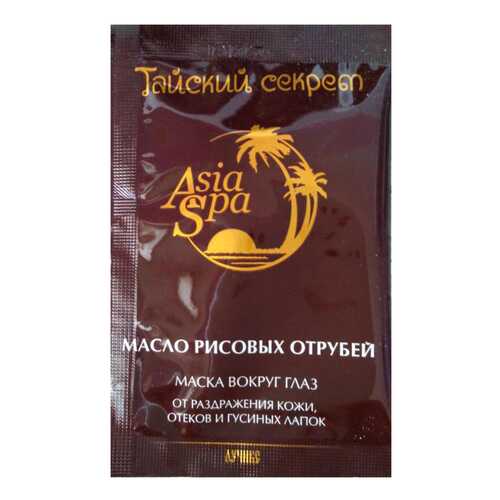 Тайский секрет
Asia
Spa
МАСЛО РИСОВЫХ ОТРУБЕЙ
МАСКА ВОКРУГ ГЛАЗ
ОТ РАЗДРАЖЕНИЯ КОЖИ,
ОТЕКОВ И ГУСИНЫХ ЛАПОК